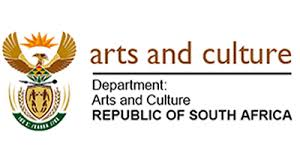 arts and culture
Department:
Arts and Culture
REPUBLIC OF SOUTH AFRICA